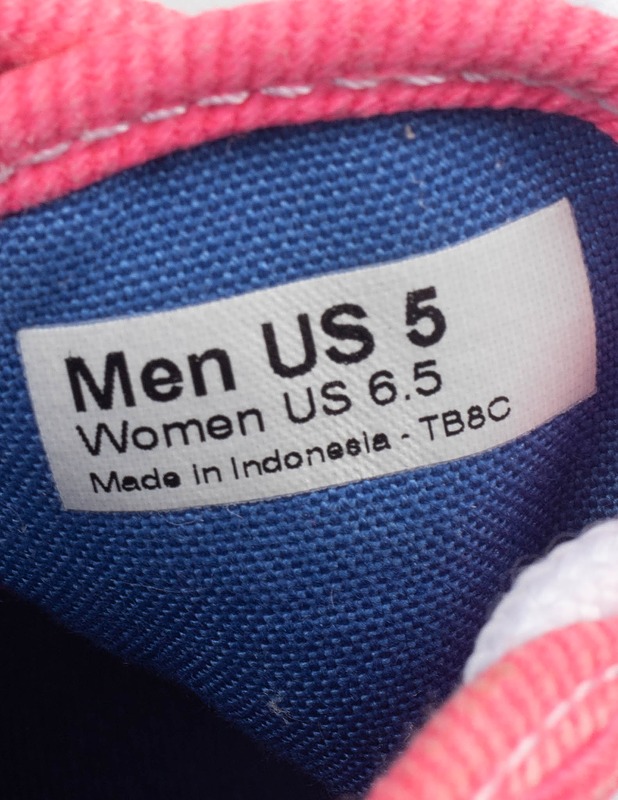 Men US 5
Women US 6.5
Made in Indonesia - TB8C